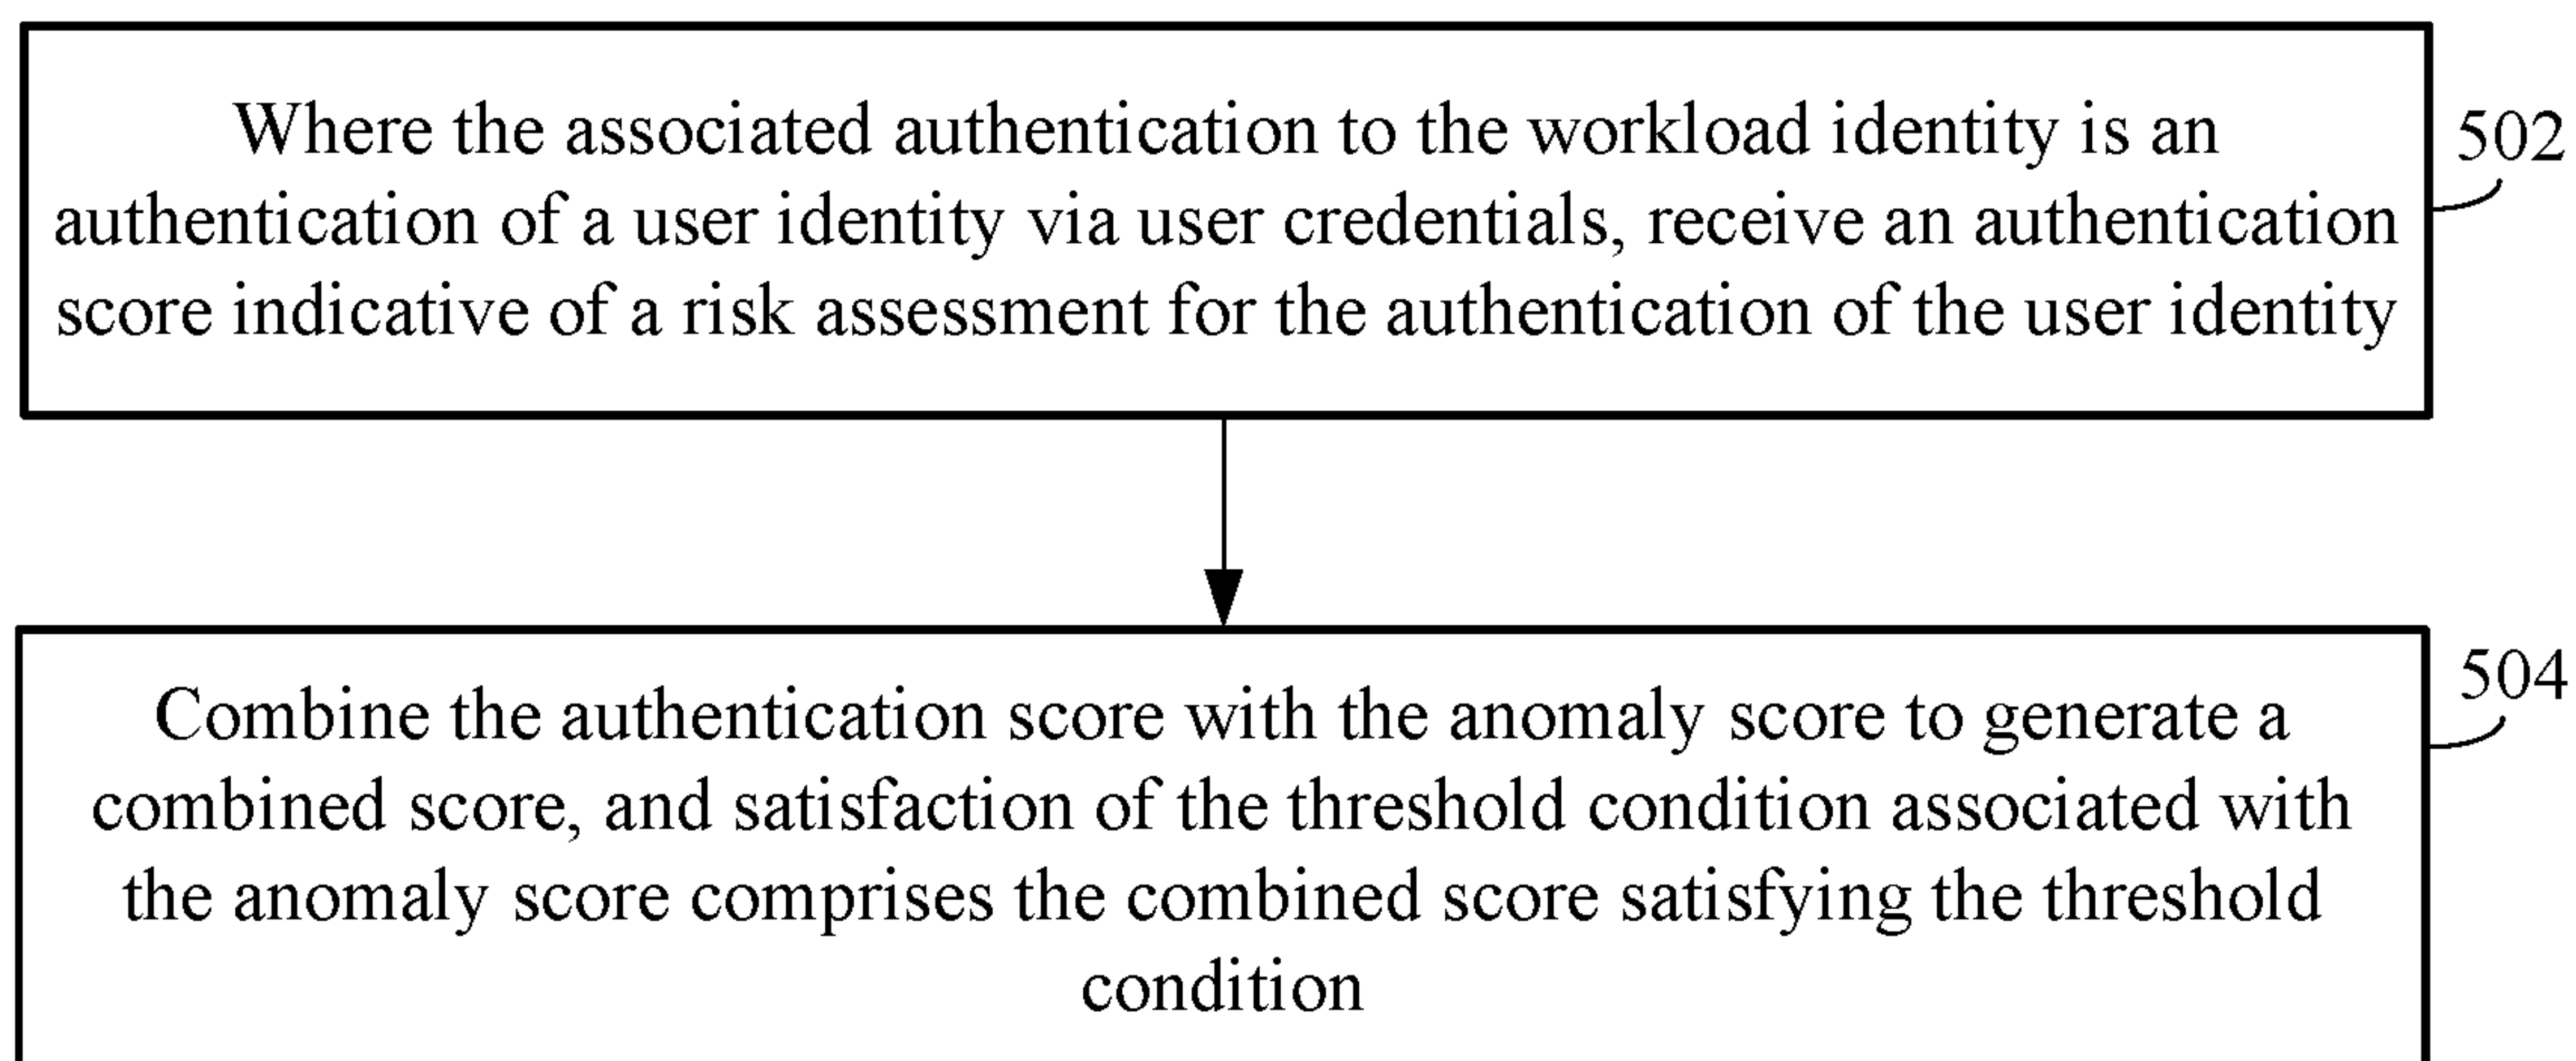 Where the associated authentication to the workload identity is an
502
authentication of a user identity via user credentials, receive an authentication
score indicative of a risk assessment for the authentication of the user identity
504
Combine the authentication score with the anomaly score to generate a
combined score, and satisfaction of the threshold condition associated with
the anomaly score comprises the combined score satisfying the threshold
condition